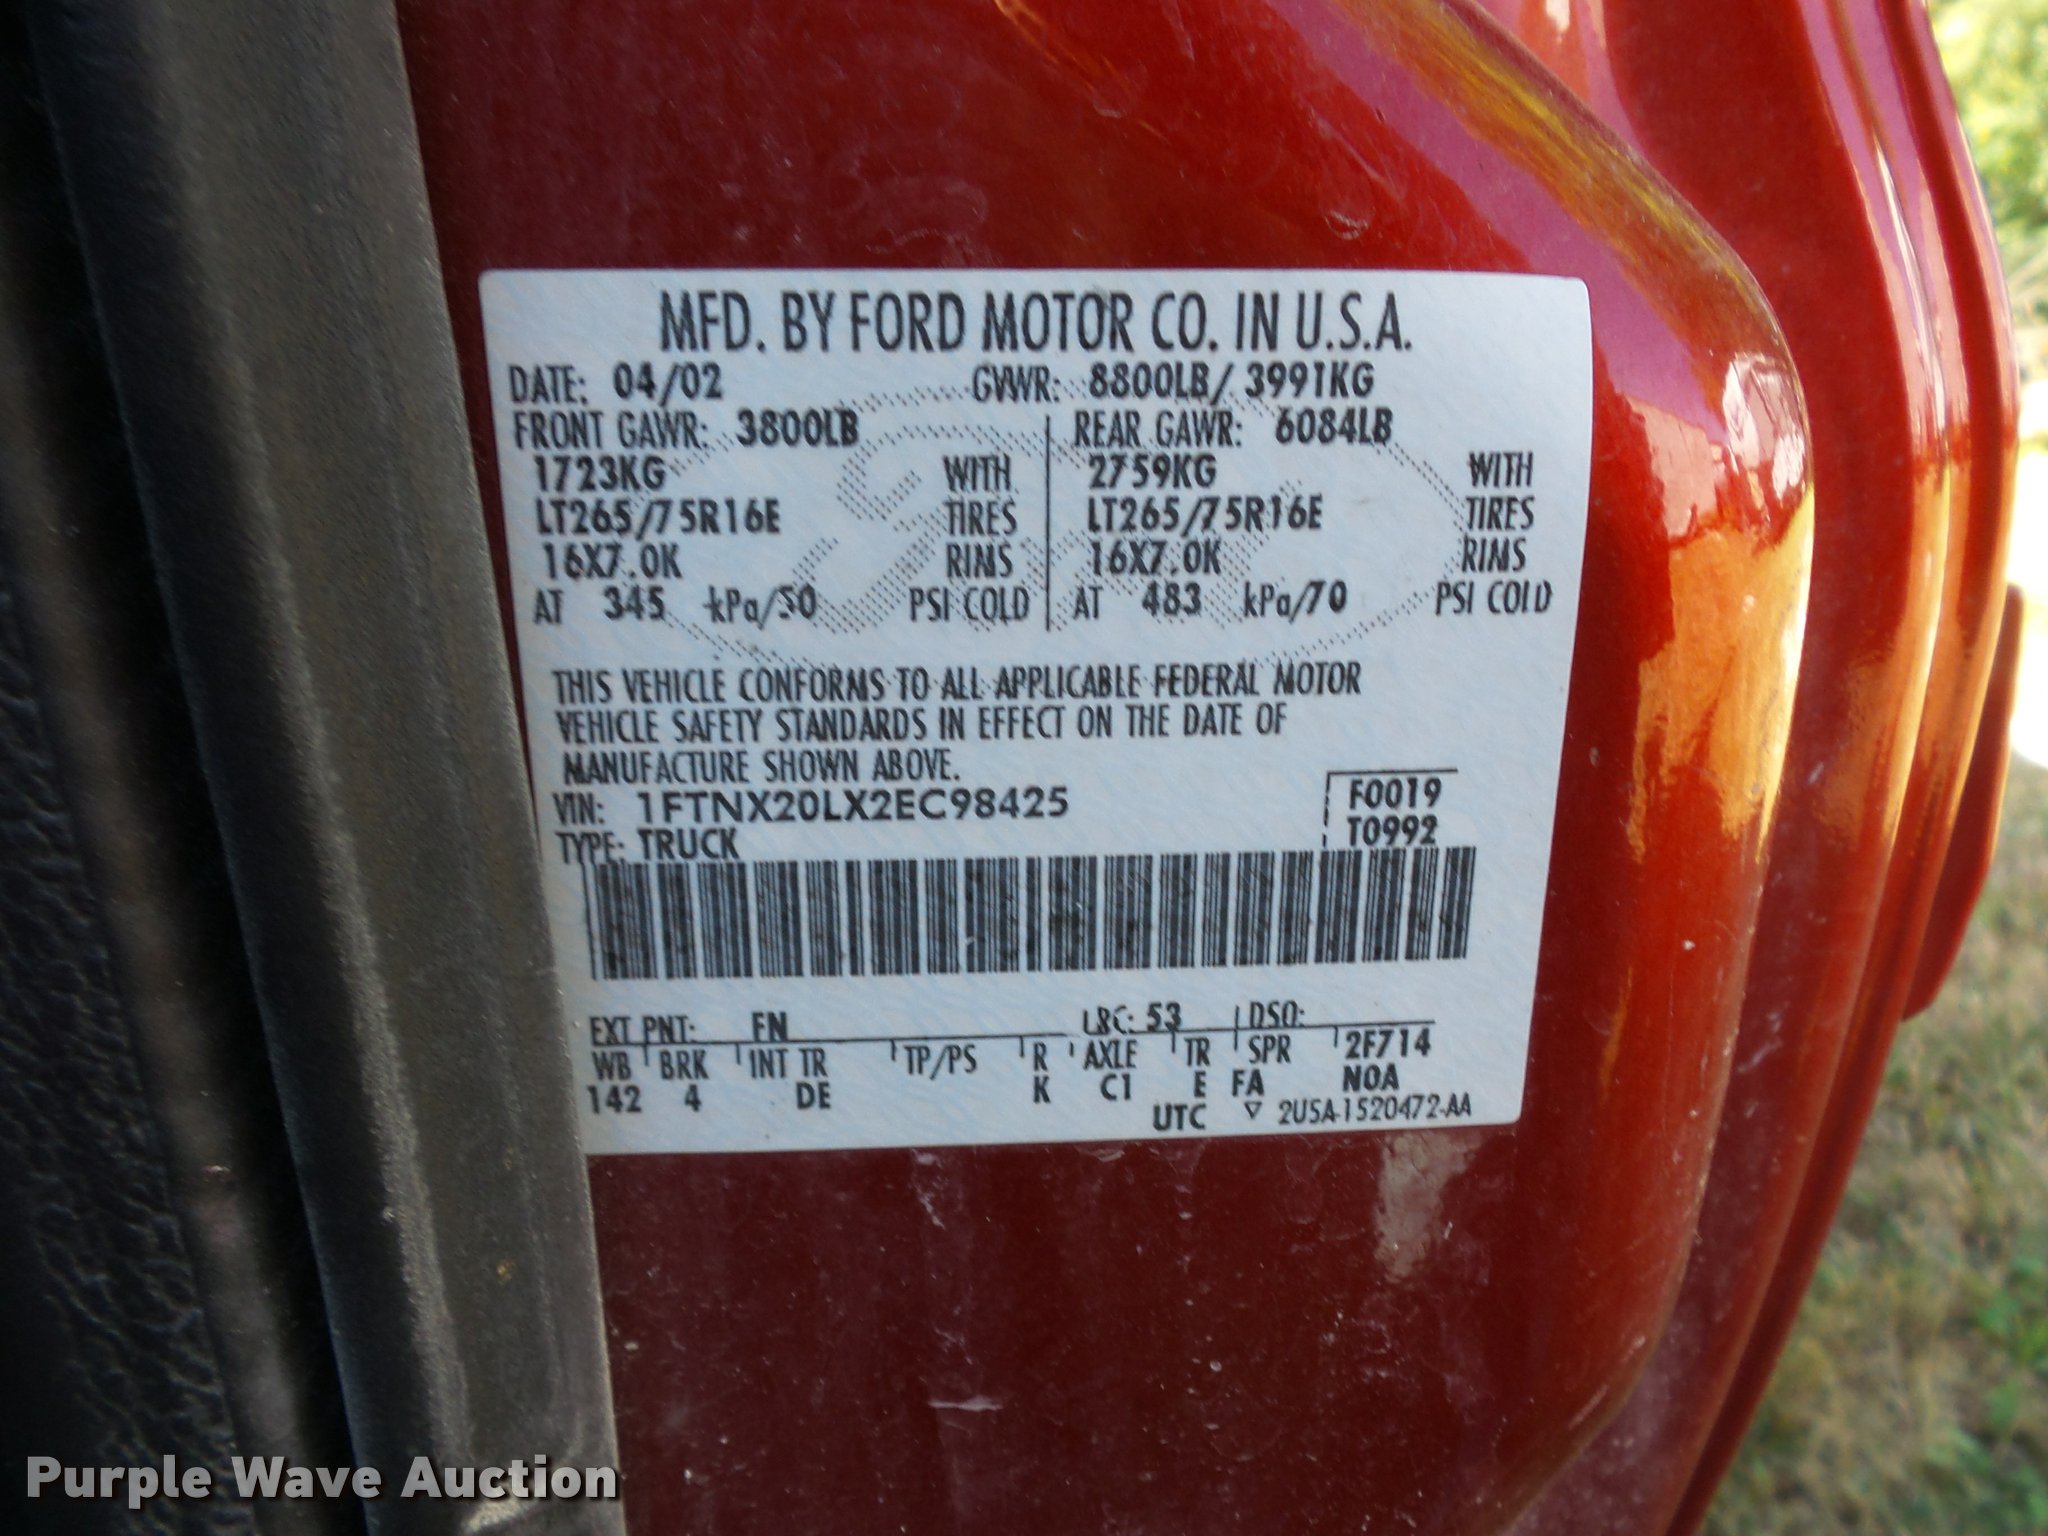 MFD. BY FORD MOTOR CO. IN U.S.A.
DATE: 04/02 GVWR: 8800LB/ 3991KG
FRONT GAWR: 3800LB REAR GAWR: 6084LB
1723KG WITH 2759KG WITH
LT265/75R16E TIRES LT265/75R16E TIRES
16X7.0K RIMS 16X7.0K RIMS
AT 345 kPa/50 PSI COLD AT 483 kPa/70 PSI COLD
THIS VEHICLE CONFORMS TO ALL APPLICABLE FEDERAL MOTOR
VEHICLE SAFETY STANDARDS IN EFFECT ON THE DATE OF
MANUFACTURE SHOWN ABOVE.
VIN: 1FTNX20LX2EC98425 F0019
TYPE: TRUCK T0992
EXT PNT: FN LRC: 53 DSO:
WB BRK INT TR TP/PS R AXLE TR SPR 2F714
142 4 DE K C1 E FA NOA
UTC ▽ 2U5A-1520472-AA
Purple Wave Auction